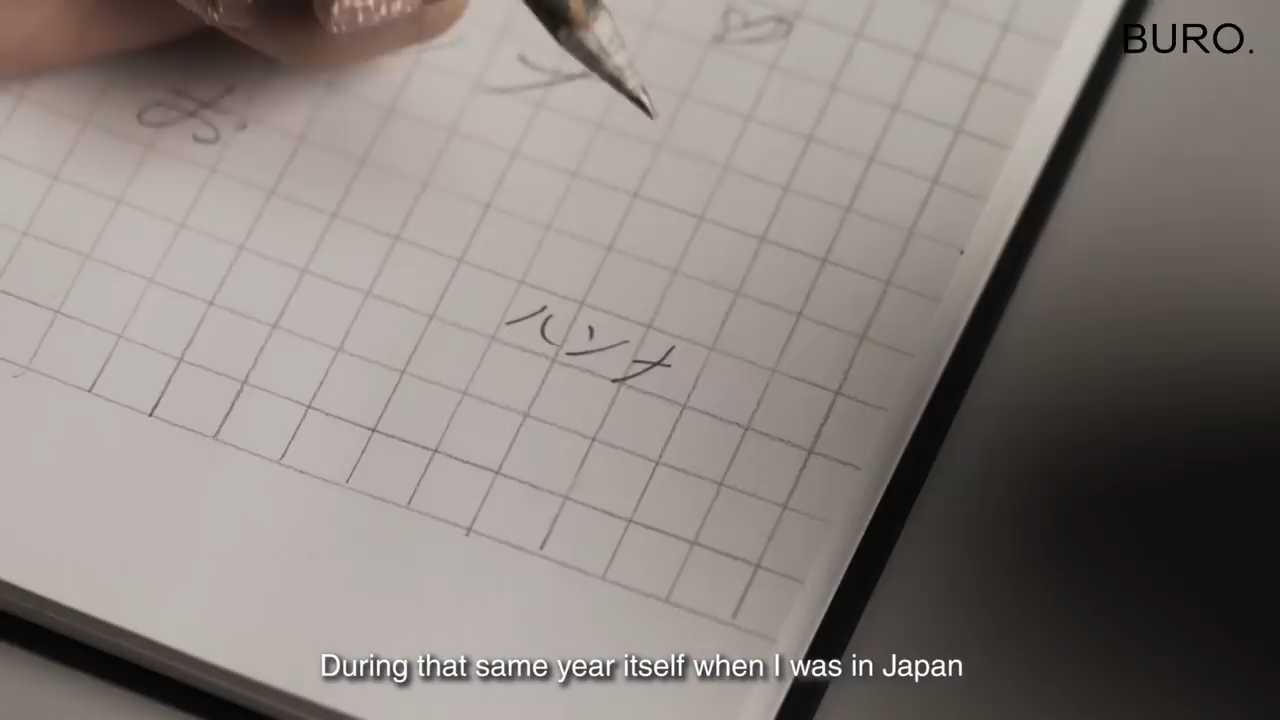 BURO.
ハンナ
During that same year itself when I was in Japan